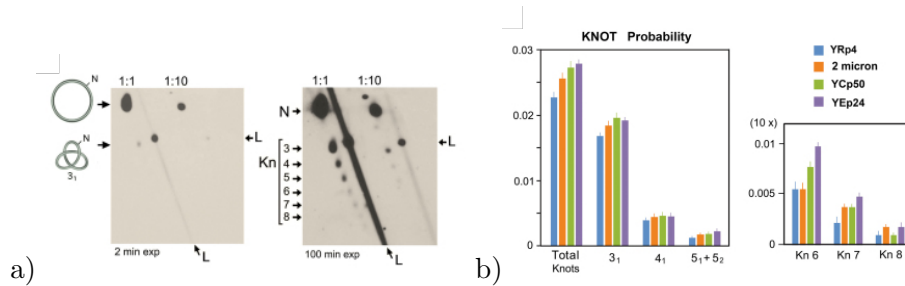 a)
N
1:1 1:10
N
3₁
L
2 min exp
L
1:1 1:10
N
Kn
3
4
5
6
7
8
L
100 min exp
L
b)
KNOT Probability
0.03
0.02
0.01
0
Total Knots
3₁
4₁
5₁+5₂
YRp4
2 micron
YCp50
YEp24
(10 x)
0.01
0.005
0
Kn 6
Kn 7
Kn 8